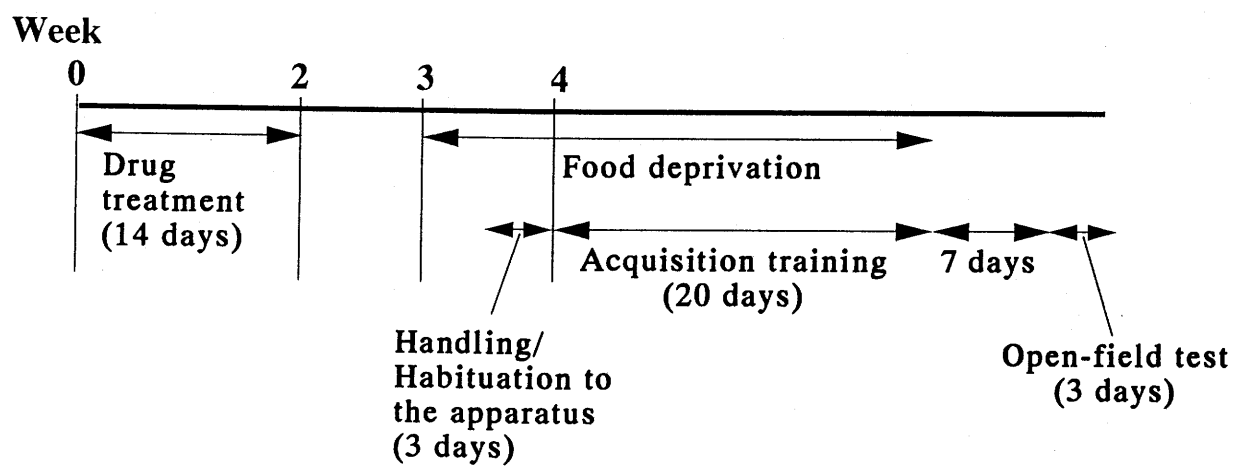 Week
0 2 3 4
Drug
treatment
(14 days)
Food deprivation
Acquisition training
(20 days)
7 days
Handling/
Habituation to
the apparatus
(3 days)
Open-field test
(3 days)